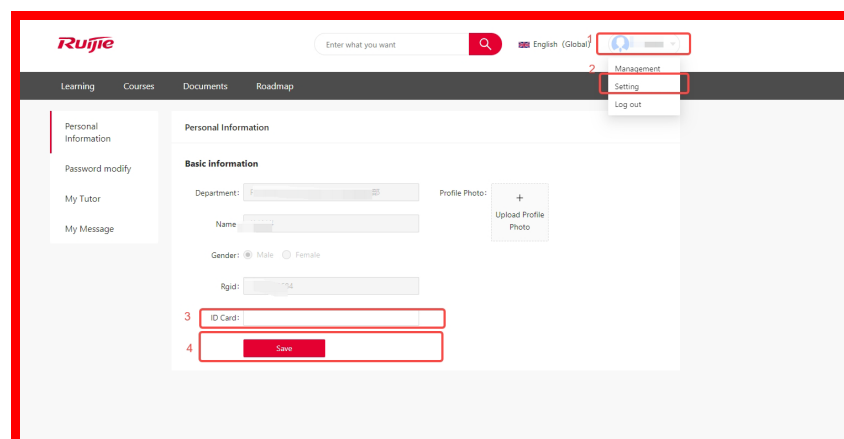 Ruijie
Enter what you want
English (Global)
1
2
Management
Setting
Log out
Learning
Courses
Documents
Roadmap
Personal
Information
Password modify
My Tutor
My Message
Personal Information
Basic information
Department:
Profile Photo:
+
Upload Profile
Photo
Name
Gender:
Male
Female
Rgid:
3
ID Card:
4
Save